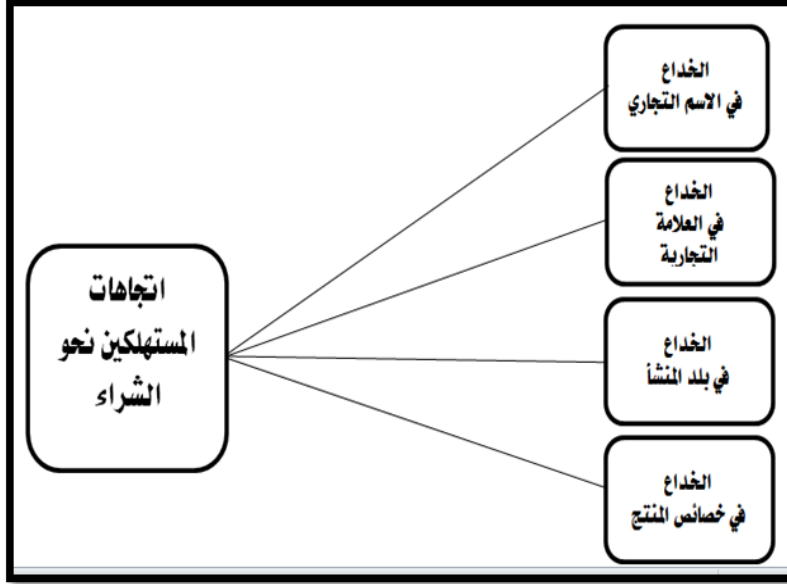 الخداع
في الاسم التجاري
الخداع
في العلامة
التجارية
الخداع
في بلد المنشأ
الخداع
في خصائص المنتج
اتجاهات
المستهلكين نحو
الشراء